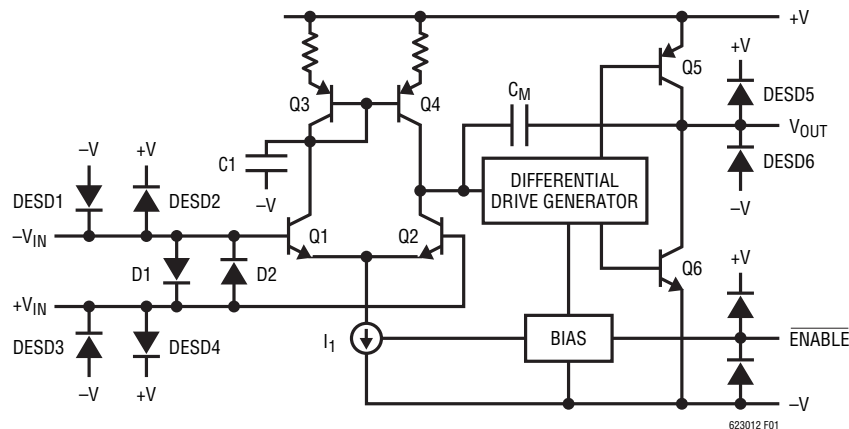 +V
Q3
Q4
Q5
+V
DESD5
CM
VOUT
DESD6
–V
C1
–V
–V
+V
DESD1
DESD2
DIFFERENTIAL
DRIVE GENERATOR
–VIN
Q1
Q2
D1
D2
+VIN
Q6
+V
DESD3
DESD4
I1
BIAS
ENABLE
–V
+V
–V
623012 F01